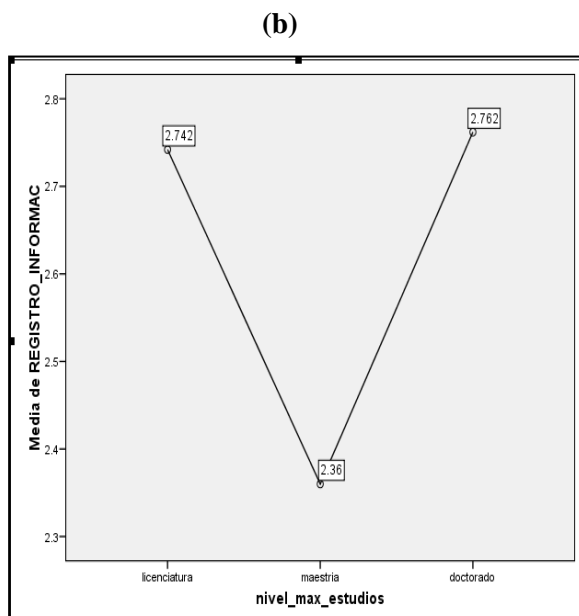 (b)
2.8
2.7
2.6
2.5
2.4
2.3
Media de REGISTRO_INFORMAC
2.742
2.36
2.762
licenciatura
maestria
doctorado
nivel_max_estudios